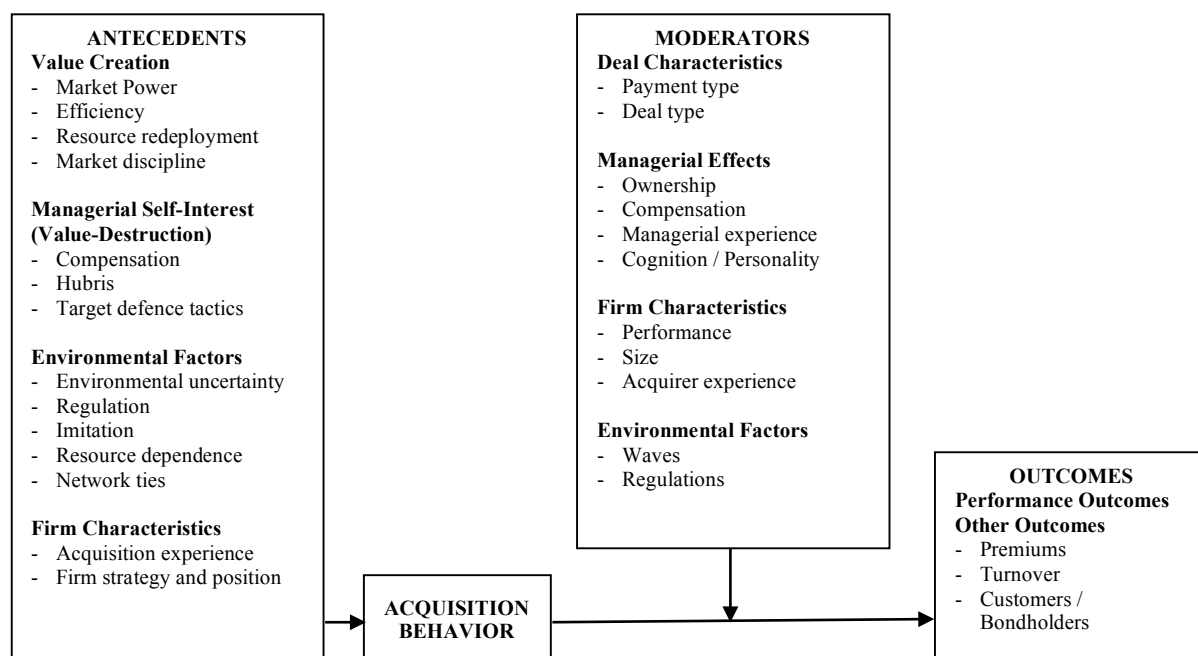 ANTECEDENTS
Value Creation
- Market Power
- Efficiency
- Resource redeployment
- Market discipline
Managerial Self-Interest
(Value-Destruction)
- Compensation
- Hubris
- Target defence tactics
Environmental Factors
- Environmental uncertainty
- Regulation
- Imitation
- Resource dependence
- Network ties
Firm Characteristics
- Acquisition experience
- Firm strategy and position
ACQUISITION
BEHAVIOR
MODERATORS
Deal Characteristics
- Payment type
- Deal type
Managerial Effects
- Ownership
- Compensation
- Managerial experience
- Cognition / Personality
Firm Characteristics
- Performance
- Size
- Acquirer experience
Environmental Factors
- Waves
- Regulations
OUTCOMES
Performance Outcomes
Other Outcomes
- Premiums
- Turnover
- Customers /
Bondholders